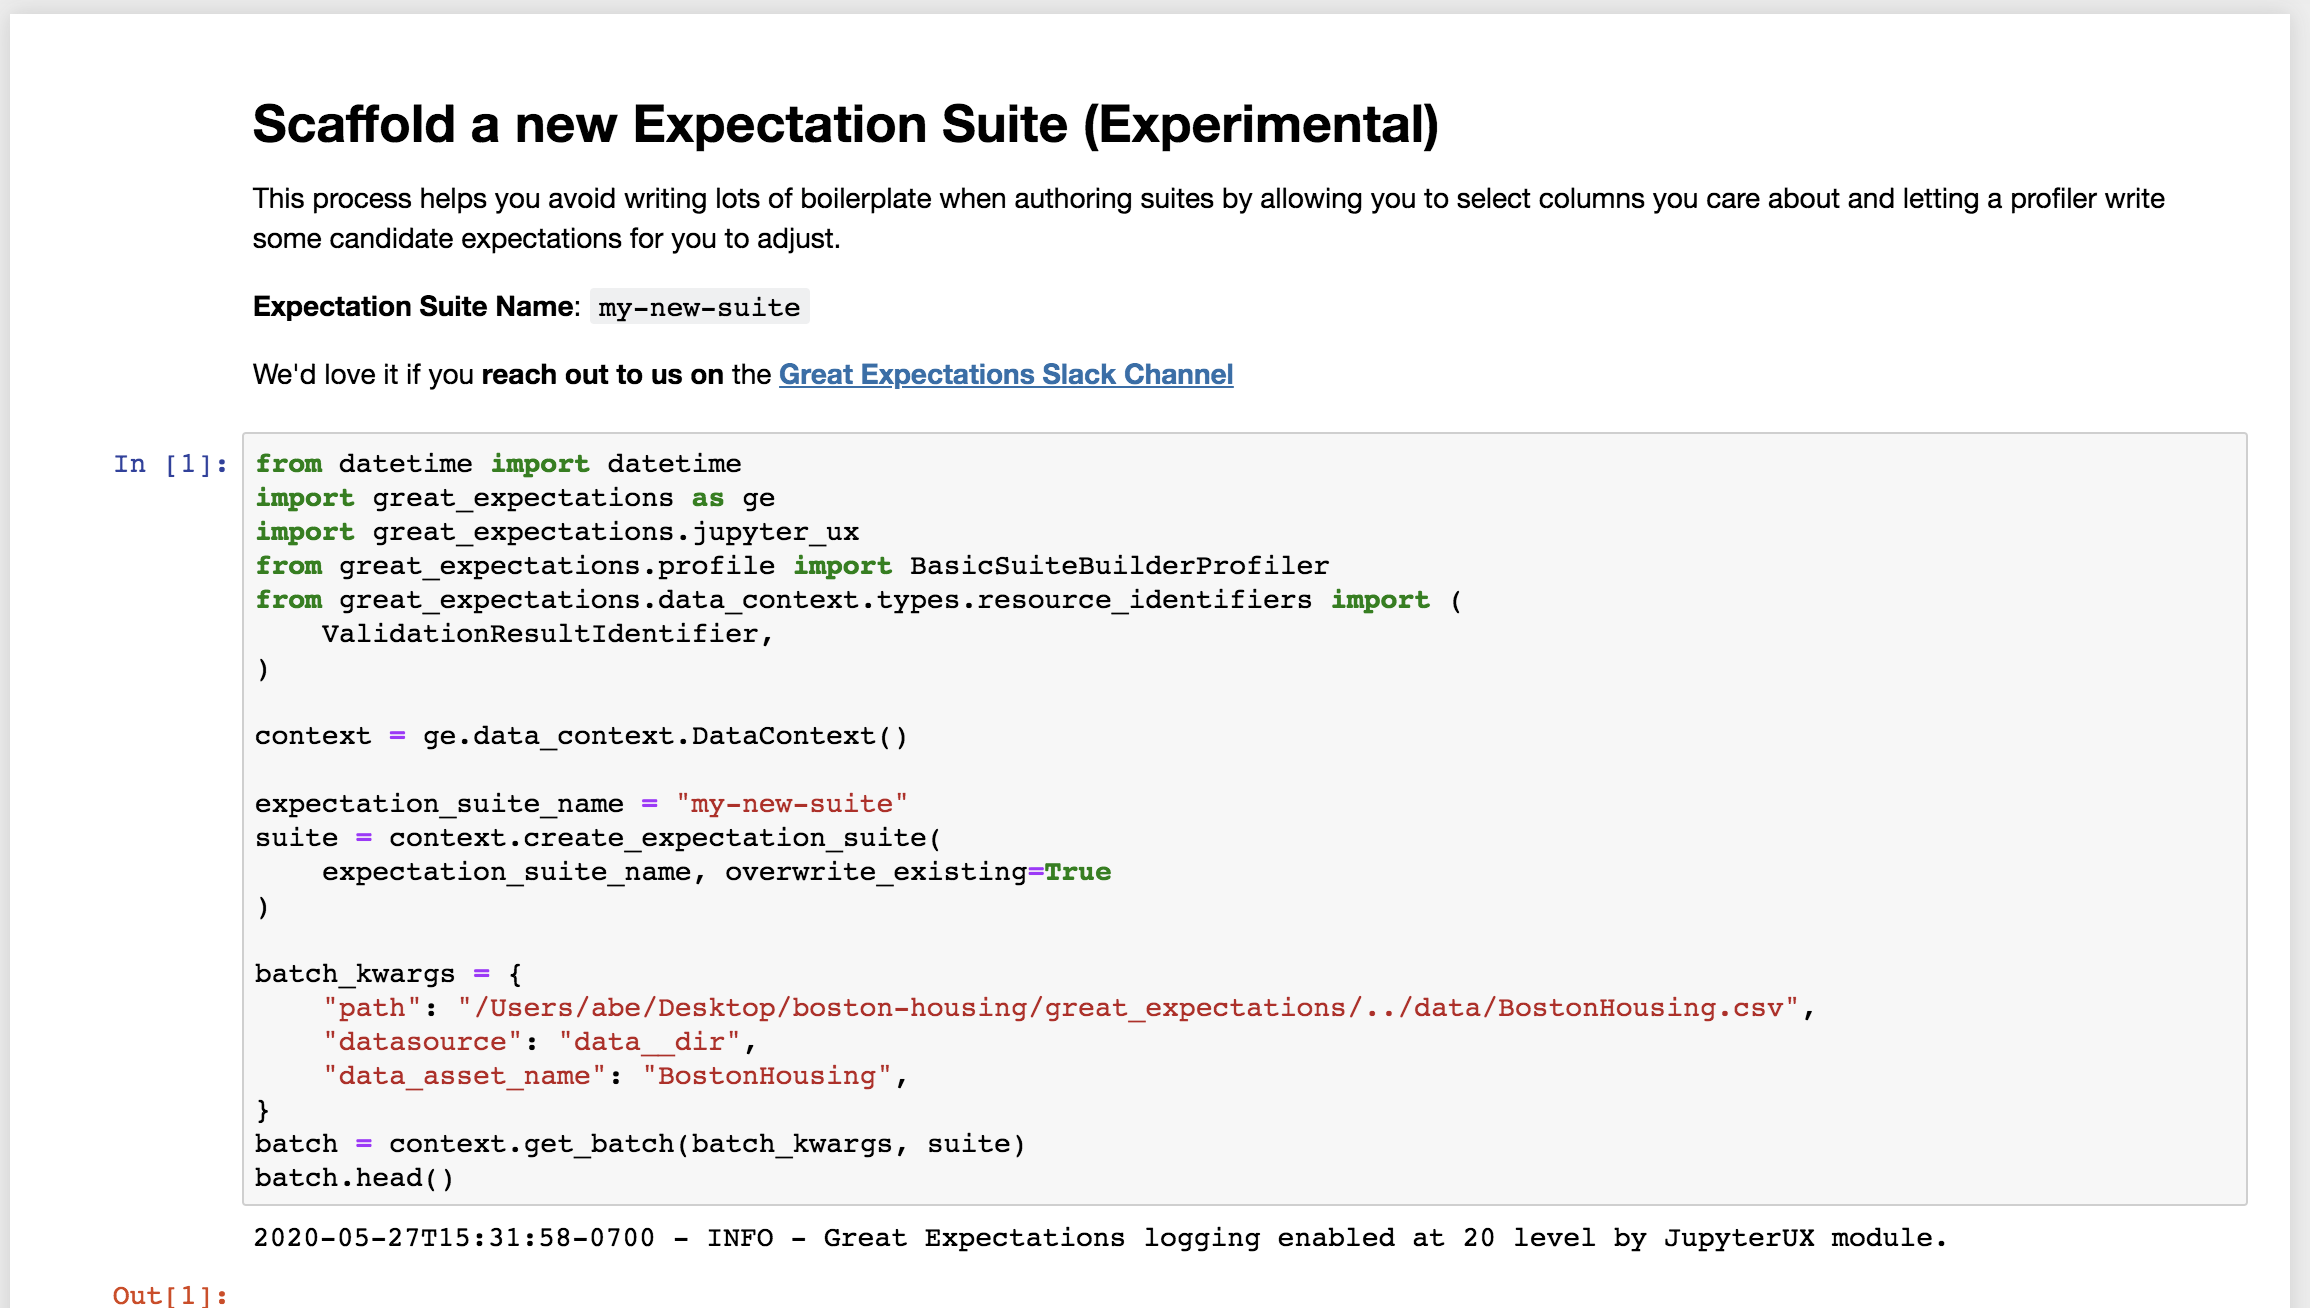 Scaffold a new Expectation Suite (Experimental)
This process helps you avoid writing lots of boilerplate when authoring suites by allowing you to select columns you care about and letting a profiler write
some candidate expectations for you to adjust.
Expectation Suite Name: my-new-suite
We'd love it if you reach out to us on the Great Expectations Slack Channel
In [1]: from datetime import datetime
import great_expectations as ge
import great_expectations.jupyter_ux
from great_expectations.profile import BasicSuiteBuilderProfiler
from great_expectations.data_context.types.resource_identifiers import (
    ValidationResultIdentifier,
)
context = ge.data_context.DataContext()
expectation_suite_name = "my-new-suite"
suite = context.create_expectation_suite(
    expectation_suite_name, overwrite_existing=True
)
batch_kwargs = {
    "path": "/Users/abe/Desktop/boston-housing/great_expectations/../data/BostonHousing.csv",
    "datasource": "data__dir",
    "data_asset_name": "BostonHousing",
}
batch = context.get_batch(batch_kwargs, suite)
batch.head()
2020-05-27T15:31:58-0700 - INFO - Great Expectations logging enabled at 20 level by JupyterUX module.
Out[1]: